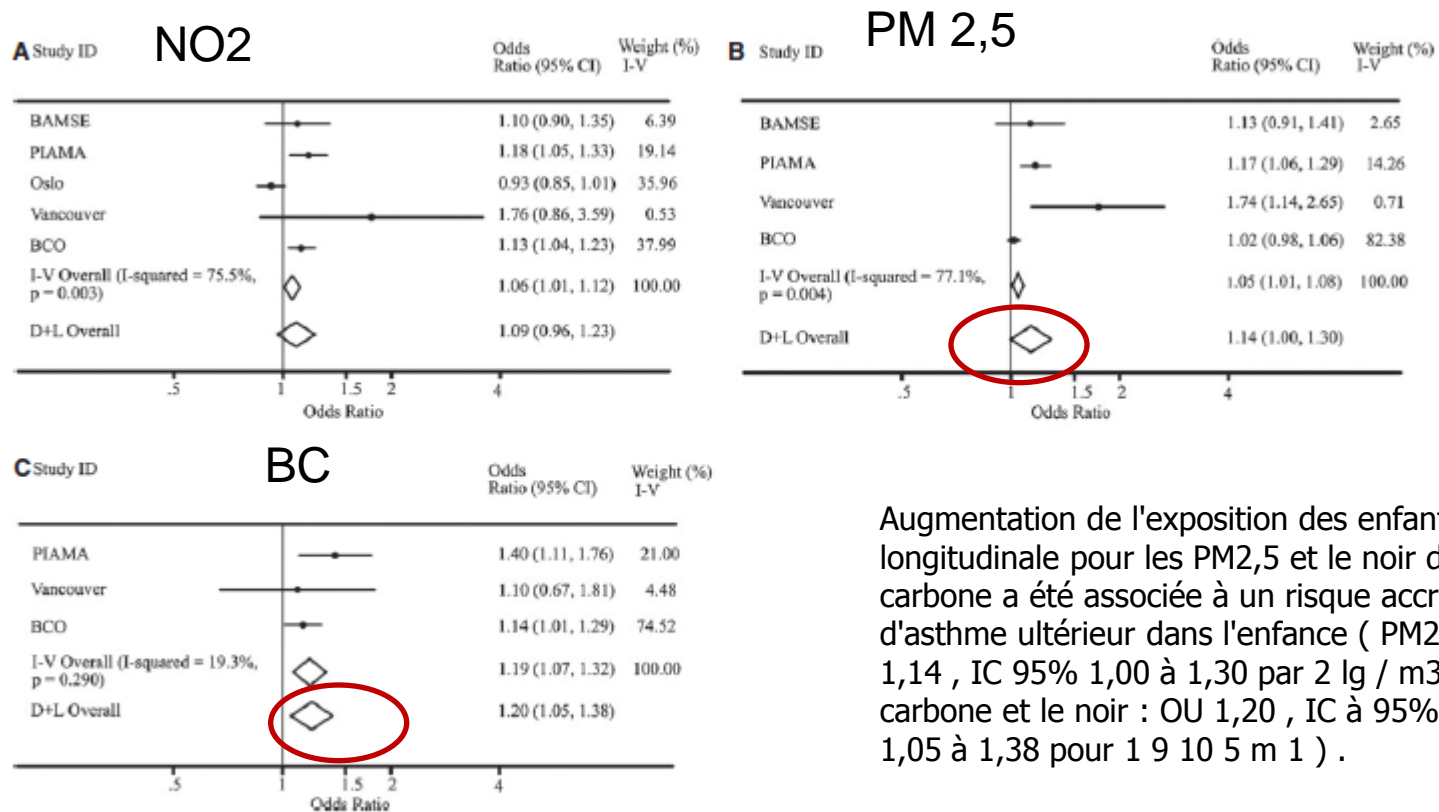 NO2
A Study ID Odds Weight (%)
Ratio (95% CI) I-V
BAMSE 1.10 (0.90, 1.35) 6.39
PIAMA 1.18 (1.05, 1.33) 19.14
Oslo 0.93 (0.85, 1.01) 35.96
Vancouver 1.76 (0.86, 3.59) 0.53
BCO 1.13 (1.04, 1.23) 37.99
I-V Overall (I-squared = 75.5%,
p = 0.003) 1.06 (1.01, 1.12) 100.00
D+L Overall 1.09 (0.96, 1.23)
.5 1 1.5 2 4
Odds Ratio
PM 2,5
B Study ID Odds Weight (%)
Ratio (95% CI) I-V
BAMSE 1.13 (0.91, 1.41) 2.65
PIAMA 1.17 (1.06, 1.29) 14.26
Vancouver 1.74 (1.14, 2.65) 0.71
BCO 1.02 (0.98, 1.06) 82.38
I-V Overall (I-squared = 77.1%,
p = 0.004) 1.05 (1.01, 1.08) 100.00
D+L Overall 1.14 (1.00, 1.30)
.5 1 1.5 2 4
Odds Ratio
BC
C Study ID Odds Weight (%)
Ratio (95% CI) I-V
PIAMA 1.40 (1.11, 1.76) 21.00
Vancouver 1.10 (0.67, 1.81) 4.48
BCO 1.14 (1.01, 1.29) 74.52
I-V Overall (I-squared = 19.3%,
p = 0.290) 1.19 (1.07, 1.32) 100.00
D+L Overall 1.20 (1.05, 1.38)
.5 1 1.5 2 4
Odds Ratio
Augmentation de l'exposition des enfant
longitudinale pour les PM2,5 et le noir d
carbone a été associée à un risque accr
d'asthme ultérieur dans l'enfance ( PM2
1,14 , IC 95% 1,00 à 1,30 par 2 lg / m3
carbone et le noir : OU 1,20 , IC à 95%
1,05 à 1,38 pour 1 9 10 5 m 1 ) .